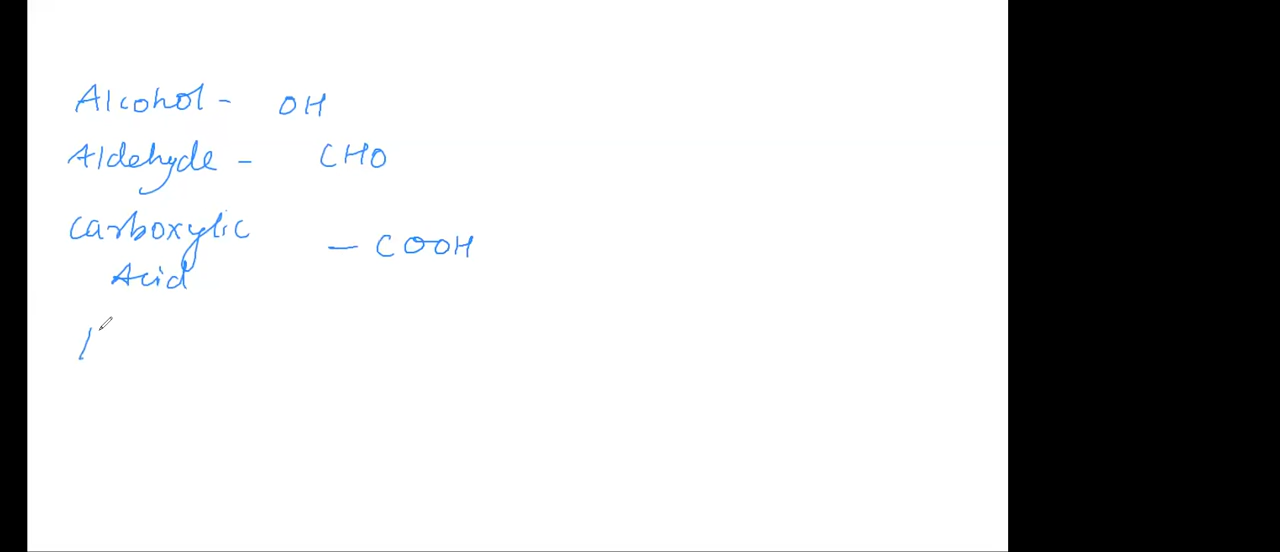 Alcohol - OH
Aldehyde - CHO
Carboxylic
Acid — COOH